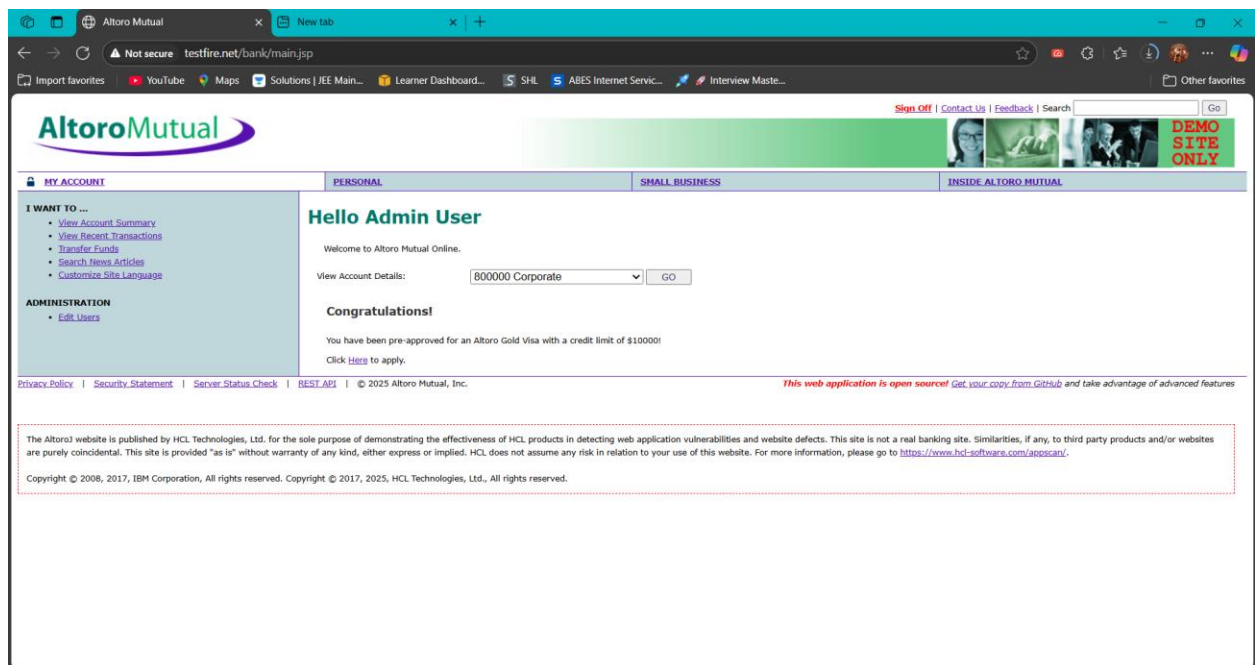 Altoro Mutual
New tab
Not secure testfire.net/bank/main.jsp
Import favorites YouTube Maps Solutions | JEE Main... Learner Dashboard... SHL ABES Internet Servic... Interview Maste... Other favorites
Sign Off | Contact Us | Feedback | Search Go
AltoroMutual
DEMO
SITE
ONLY
MY ACCOUNT PERSONAL SMALL BUSINESS INSIDE ALTORO MUTUAL
I WANT TO ...
• View Account Summary
• View Recent Transactions
• Transfer Funds
• Search News Articles
• Customize Site Language
ADMINISTRATION
• Edit Users
Hello Admin User
Welcome to Altoro Mutual Online.
View Account Details: 800000 Corporate GO
Congratulations!
You have been pre-approved for an Altoro Gold Visa with a credit limit of $10000!
Click Here to apply.
Privacy Policy | Security Statement | Server Status Check | REST API | © 2025 Altoro Mutual, Inc. This web application is open source! Get your copy from GitHub and take advantage of advanced features
The AltoroJ website is published by HCL Technologies, Ltd. for the sole purpose of demonstrating the effectiveness of HCL products in detecting web application vulnerabilities and website defects. This site is not a real banking site. Similarities, if any, to third party products and/or websites
are purely coincidental. This site is provided "as is" without warranty of any kind, either express or implied. HCL does not assume any risk in relation to your use of this website. For more information, please go to https://www.hcl-software.com/appscan/.
Copyright © 2008, 2017, IBM Corporation, All rights reserved. Copyright © 2017, 2025, HCL Technologies, Ltd., All rights reserved.